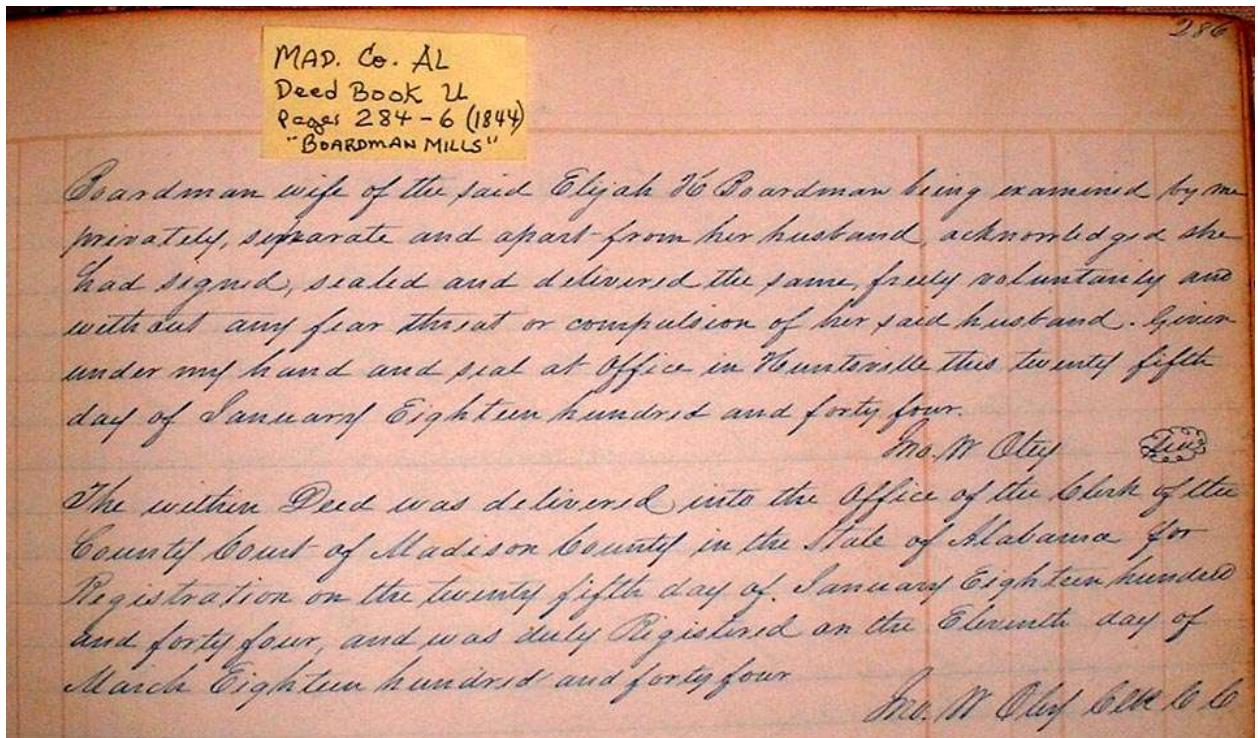 286
MAD. Co. AL
Deed Book U
Pages 284-6 (1844)
"BOARDMAN MILLS"
Boardman wife of the said Elijah H Boardman being examined by me
privately, separate and apart from her husband, acknowledged she
had signed, sealed and delivered the same, freely voluntarily and
without any fear threat or compulsion of her said husband. Given
under my hand and seal at Office in Huntsville this twenty fifth
day of January Eighteen hundred and forty four.
Jno. W Otey
The within Deed was delivered into the Office of the Clerk of the
County Court of Madison County in the State of Alabama for
Registration on the twenty fifth day of January Eighteen hundred
and forty four, and was duly Registered on the Eleventh day of
March Eighteen hundred and forty four
Jno. W Otey Clk C C